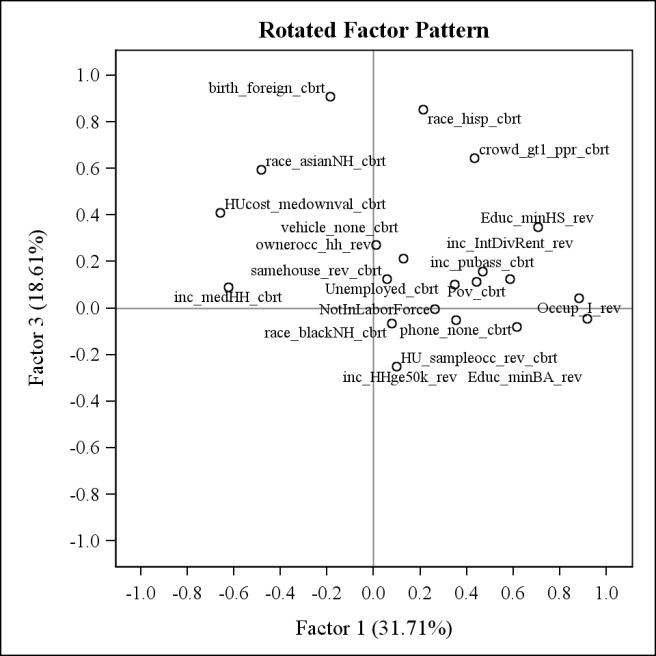 Rotated Factor Pattern
1.0
0.8
0.6
0.4
0.2
0.0
-0.2
-0.4
-0.6
-0.8
-1.0
Factor 3 (18.61%)
birth_foreign_cbrt
race_hisp_cbrt
crowd_gt1_ppr_cbrt
race_asianNH_cbrt
HUcost_medownval_cbrt
Educ_minHS_rev
vehicle_none_cbrt
ownerocc_hh_rev
inc_IntDivRent_rev
inc_pubass_cbrt
samehouse_rev_cbrt
Unemployed_cbrt
Pov_cbrt
inc_medHH_cbrt
NotInLaborForce
Occup_I_rev
race_blackNH_cbrt
phone_none_cbrt
HU_sampleocc_rev_cbrt
inc_HHge50k_rev
Educ_minBA_rev
-1.0 -0.8 -0.6 -0.4 -0.2 0.0 0.2 0.4 0.6 0.8 1.0
Factor 1 (31.71%)